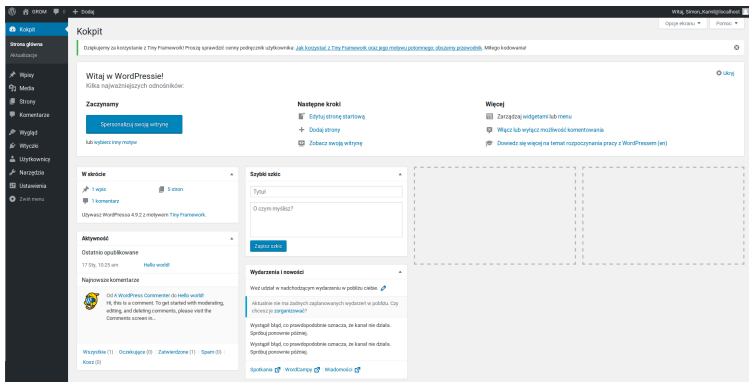 GROM 0 + Dodaj Witaj, Simon_Kamil@localhost
Kokpit
Strona główna
Aktualizacje
Wpisy
Media
Strony
Komentarze
Wygląd
Wtyczki
Użytkownicy
Narzędzia
Ustawienia
Zwiń menu
Opcje ekranu Pomoc
Kokpit
Dziękujemy za korzystanie z Tiny Framework! Proszę sprawdzić cenny podręcznik użytkownika: Jak korzystać z Tiny Framework oraz jego motywu potomnego: obszerny przewodnik. Miłego kodowania!
Witaj w WordPressie! Ukryj
Kilka najważniejszych odnośników:
Zaczynamy
Spersonalizuj swoją witrynę
lub wybierz inny motyw
Następne kroki
Edytuj stronę startową
Dodaj strony
Zobacz swoją witrynę
Więcej
Zarządzaj widgetami lub menu
Włącz lub wyłącz możliwość komentowania
Dowiedz się więcej na temat rozpoczynania pracy z WordPressem (en)
W skrócie
1 wpis 5 stron
1 komentarz
Używasz WordPressa 4.9.2 z motywem Tiny Framework.
Aktywność
Ostatnio opublikowane
17 Sty, 10:25 am Hello world!
Najnowsze komentarze
Od A WordPress Commenter do Hello world!
Hi, this is a comment. To get started with moderating,
editing, and deleting comments, please visit the
Comments screen in…
Wszystkie (1) | Oczekujące (0) | Zatwierdzone (1) | Spam (0) |
Kosz (0)
Szybki szkic
Tytuł
O czym myślisz?
Zapisz szkic
Wydarzenia i nowości
Weź udział w nadchodzącym wydarzeniu w pobliżu ciebie.
Aktualnie nie ma żadnych zaplanowanych wydarzeń w pobliżu. Czy
chcesz je zorganizować?
Wystąpił błąd, co prawdopodobnie oznacza, że kanał nie działa.
Spróbuj ponownie później.
Wystąpił błąd, co prawdopodobnie oznacza, że kanał nie działa.
Spróbuj ponownie później.
Spotkania | WordCampy | Wiadomości